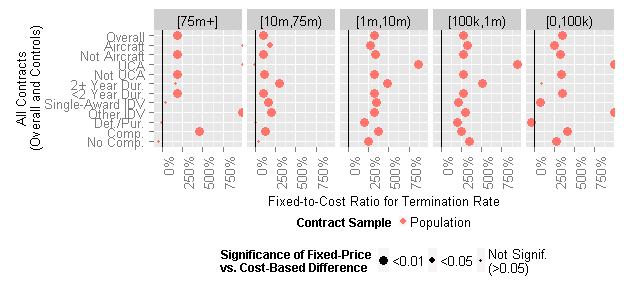 [75m+] [10m,75m) [1m,10m) [100k,1m) [0,100k)
All Contracts
(Overall and Controls)
Overall
Aircraft
Not Aircraft
UCA
Not UCA
2+ Year Dur.
<2 Year Dur.
Single-Award IDV
Other IDV
Def./Pur.
Comp.
No Comp.
0% 250% 500% 750% 0% 250% 500% 750% 0% 250% 500% 750% 0% 250% 500% 750% 0% 250% 500% 750%
Fixed-to-Cost Ratio for Termination Rate
Contract Sample Population
Significance of Fixed-Price
vs. Cost-Based Difference
<0.01 <0.05 Not Signif.
(>0.05)